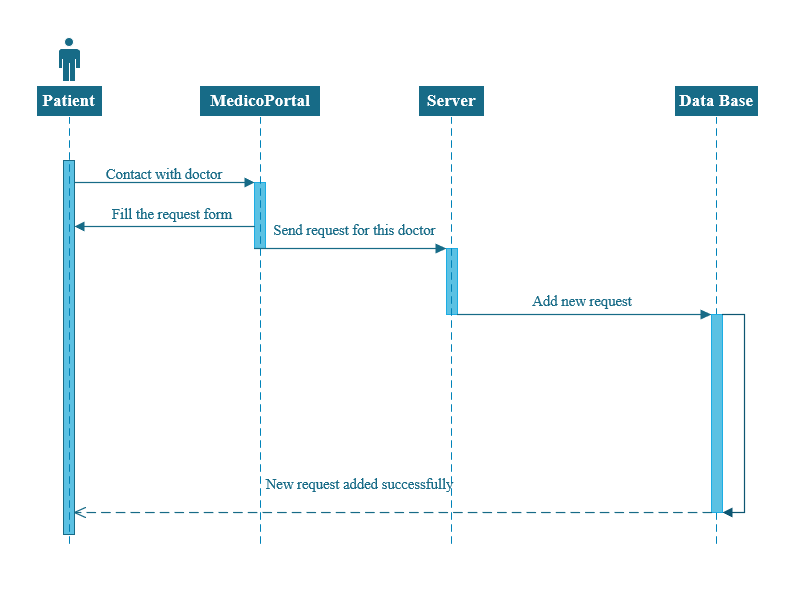 Patient
MedicoPortal
Server
Data Base
Contact with doctor
Fill the request form
Send request for this doctor
Add new request
New request added successfully